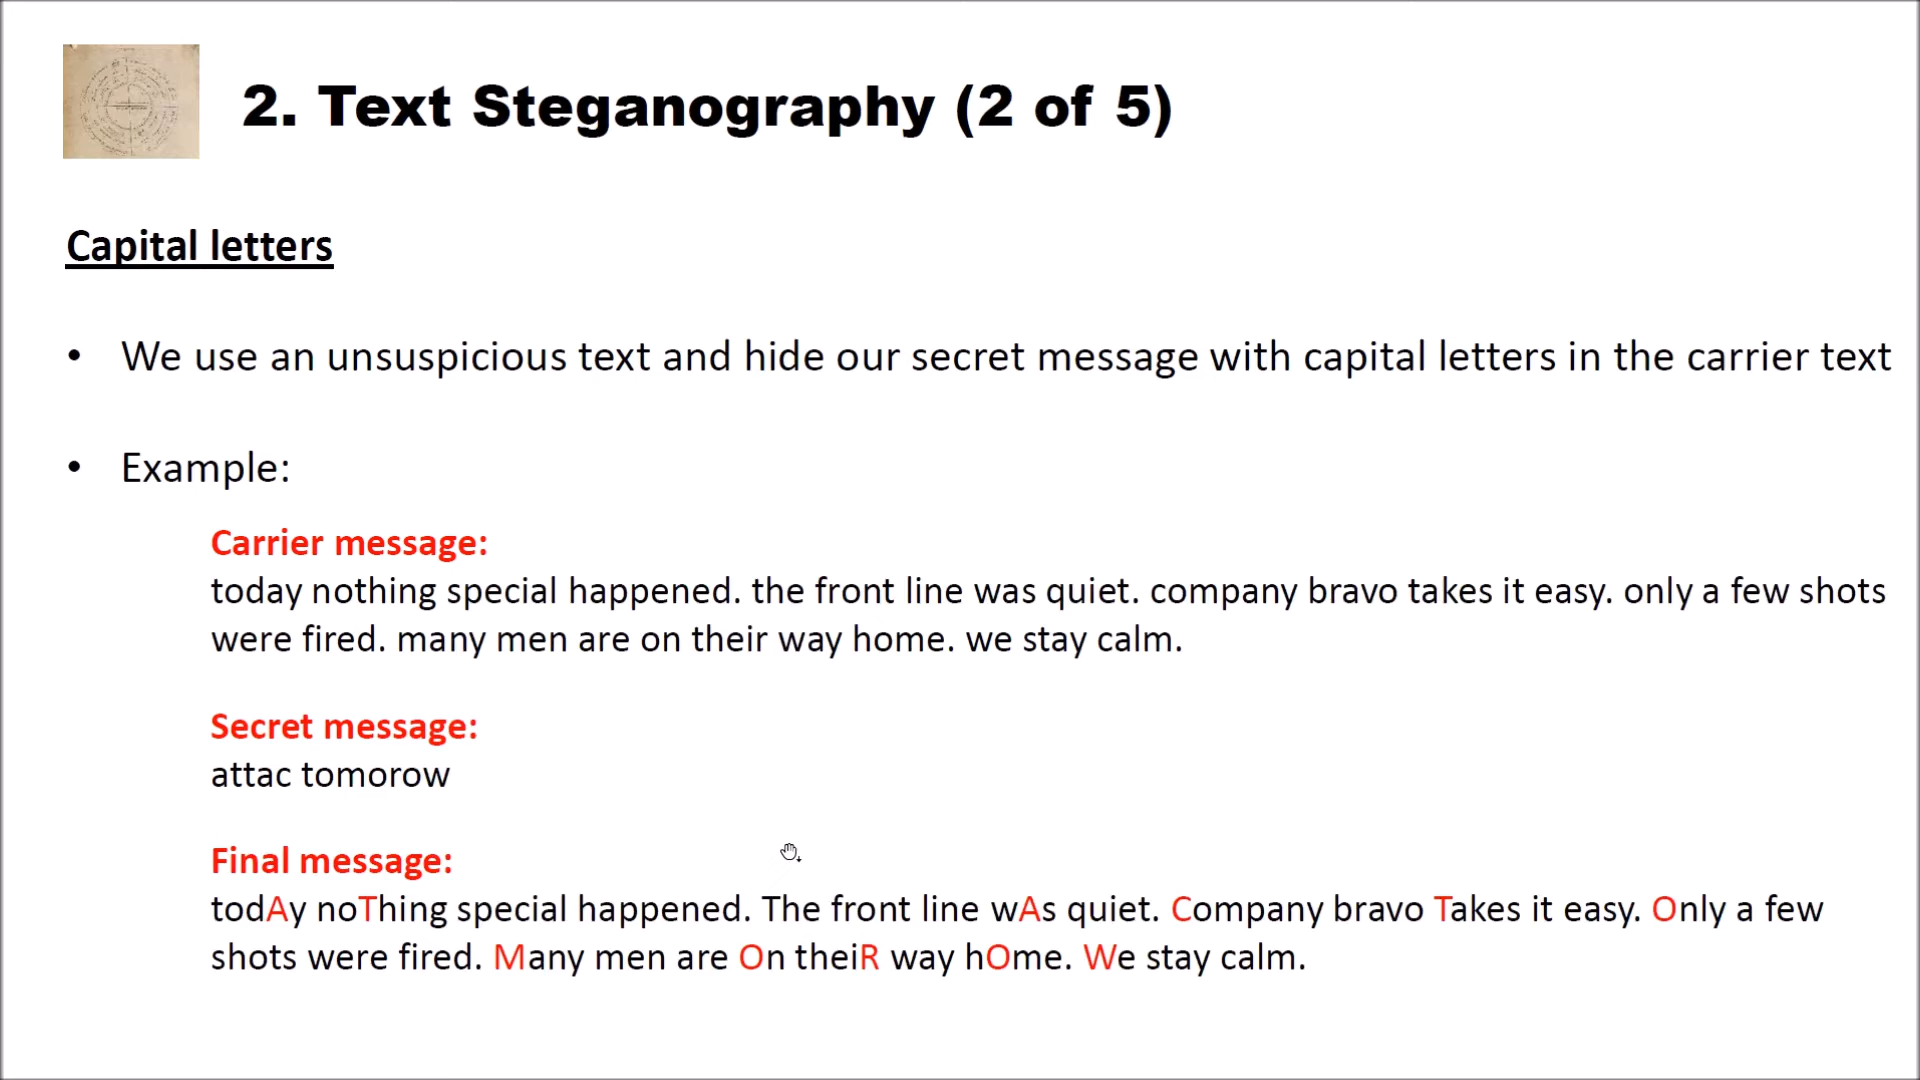 2. Text Steganography (2 of 5)
Capital letters
• We use an unsuspicious text and hide our secret message with capital letters in the carrier text
• Example:
Carrier message:
today nothing special happened. the front line was quiet. company bravo takes it easy. only a few shots
were fired. many men are on their way home. we stay calm.
Secret message:
attac tomorow
Final message:
todAy noThing special happened. The front line wAs quiet. Company bravo Takes it easy. Only a few
shots were fired. Many men are On theiR way hOme. We stay calm.